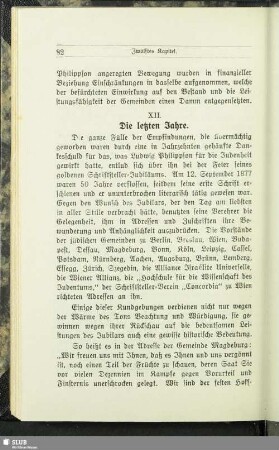 82 Zwölftes Kapitel.
Philippson angeregten Bewegung wurden in finanzieller
Beziehung Einschränkungen in dasselbe aufgenommen, welche
der befürchteten Einwirkung auf den Bestand und die Lei-
stungsfähigkeit der Gemeinden einen Damm entgegensetzten.
XII.
Die letzten Jahre.
Die ganze Fülle der Empfindungen, die übermächtig
geworden waren durch eine in Jahrzehnten gehäufte Dan-
kesschuld für das, was Ludwig Philippson für die Judenheit
gewirkt hatte, entlud sich über ihn bei der Feier seines
goldenen Schriftsteller-Jubiläums. Am 12. September 1877
waren 50 Jahre verflossen, seitdem seine erste Schrift er-
schienen und er ununterbrochen literarisch tätig gewesen war.
Gegen den Wunsch des Jubilars, der den Tag am liebsten
in aller Stille verbracht hätte, benutzten seine Verehrer die
Gelegenheit, ihm in Adressen und Zuschriften ihre Be-
wunderung und Anhänglichkeit auszudrücken. Die Vorstände
der jüdischen Gemeinden zu Berlin, Breslau, Wien, Buda-
pest, Dessau, Magdeburg, Bonn, Köln, Leipzig, Cassel,
Potsdam, Nürnberg, Aachen, Augsburg, Brünn, Lemberg,
Essegg, Zürich, Szegedin, die Alliance Israelite Universelle,
die Wiener Allianz, die „Hochschule für die Wissenschaft des
Judentums,“ der Schriftsteller-Verein „Concordia“ zu Wien
richteten Adressen an ihn.
Einige dieser Kundgebungen verdienen nicht nur wegen
der Wärme des Tons Beachtung und Würdigung, sie ge-
winnen wegen ihrer Rückschau auf die bedeutsamen Lei-
stungen des Jubilars auch eine gewisse historische Bedeutung.
So heißt es in der Adresse der Gemeinde Magdeburg:
„Wir freuen uns mit Ihnen, daß es Ihnen und uns vergönnt
ist, noch einen Teil der Früchte zu schauen, deren Saat Sie
vor vielen Dezennien im Kampfe gegen Vorurteil und
Finsternis unerschrocken gelegt. Wir sind der festen Hoff-